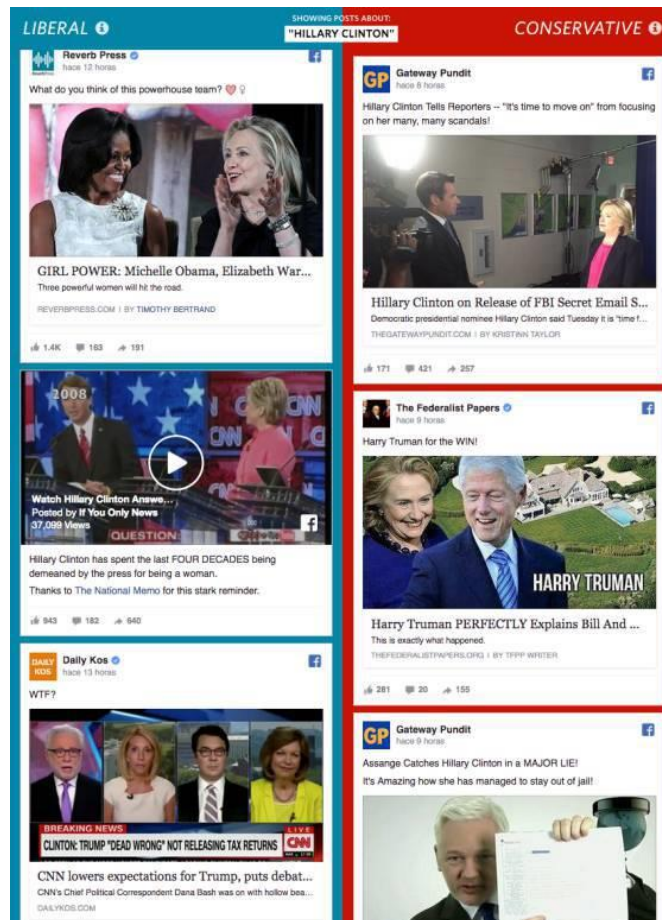 LIBERAL
SHOWING POSTS ABOUT:
"HILLARY CLINTON"
CONSERVATIVE
Reverb Press
hace 12 horas
What do you think of this powerhouse team?
GIRL POWER: Michelle Obama, Elizabeth War...
Three powerful women will hit the road.
REVERBPRESS.COM | BY TIMOTHY BERTRAND
1.4K 163 191
2008
CNN
Watch Hillary Clinton Answe...
Posted by If You Only News
37,099 Views
QUESTION:
Hillary Clinton has spent the last FOUR DECADES being
demeaned by the press for being a woman.
Thanks to The National Memo for this stark reminder.
943 182 640
DAILY
KOS
Daily Kos
hace 13 horas
WTF?
BREAKING NEWS
LIVE
CLINTON: TRUMP "DEAD WRONG" NOT RELEASING TAX RETURNS
CNN
CNN lowers expectations for Trump, puts debat...
CNN's Chief Political Correspondent Dana Bash was on with hollow bea...
DAILYKOS.COM
GP
Gateway Pundit
hace 8 horas
Hillary Clinton Tells Reporters -- "It's time to move on" from focusing
on her many, many scandals!
Hillary Clinton on Release of FBI Secret Email S...
Democratic presidential nominee Hillary Clinton said Tuesday it is "time f...
THEGATEWAYPUNDIT.COM | BY KRISTINN TAYLOR
171 421 257
The Federalist Papers
hace 9 horas
Harry Truman for the WIN!
HARRY TRUMAN
Harry Truman PERFECTLY Explains Bill And ...
This is exactly what happened.
THEFEDERALISTPAPERS.ORG | BY TFPP WRITER
281 20 155
GP
Gateway Pundit
hace 9 horas
Assange Catches Hillary Clinton in a MAJOR LIE!
It's Amazing how she has managed to stay out of jail!